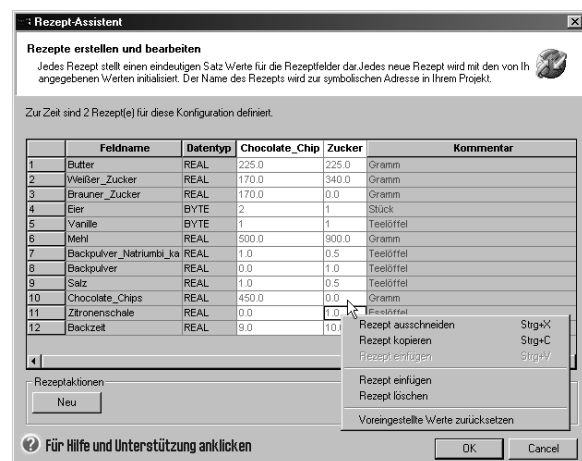 Rezept-Assistent
Rezepte erstellen und bearbeiten
Jedes Rezept stellt einen eindeutigen Satz Werte für die Rezeptfelder dar.Jedes neue Rezept wird mit den von Ih
angegebenen Werten initialisiert. Der Name des Rezepts wird zur symbolischen Adresse in Ihrem Projekt.
Zur Zeit sind 2 Rezept(e) für diese Konfiguration definiert.
Feldname Datentyp Chocolate_Chip Zucker Kommentar
1 Butter REAL 225.0 225.0 Gramm
2 Weißer_Zucker REAL 170.0 340.0 Gramm
3 Brauner_Zucker REAL 170.0 0.0 Gramm
4 Eier BYTE 2 1 Stück
5 Vanille BYTE 1 1 Teelöffel
6 Mehl REAL 500.0 900.0 Gramm
7 Backpulver_Natriumbi_ka REAL 1.0 0.5 Teelöffel
8 Backpulver REAL 0.0 1.0 Teelöffel
9 Salz REAL 1.0 0.5 Teelöffel
10 Chocolate_Chips REAL 450.0 0.0 Gramm
11 Zitronenschale REAL 0.0 1.0 Esslöffel
12 Backzeit REAL 9.0 10.
Rezept ausschneiden Strg+X
Rezept kopieren Strg+C
Rezept einfügen Strg+V
Rezept einfügen
Rezept löschen
Voreingestellte Werte zurücksetzen
Rezeptaktionen
Neu
Für Hilfe und Unterstützung anklicken
OK Cancel